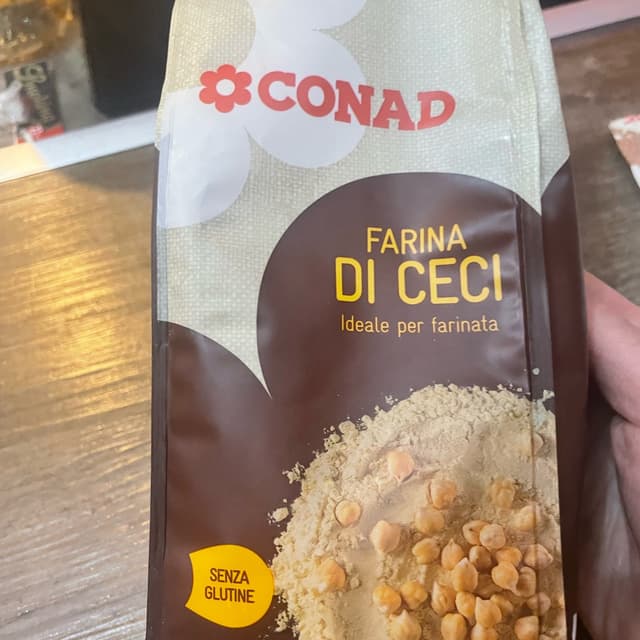 CONAD
FARINA
DI CECI
Ideale per farinata
SENZA
GLUTINE